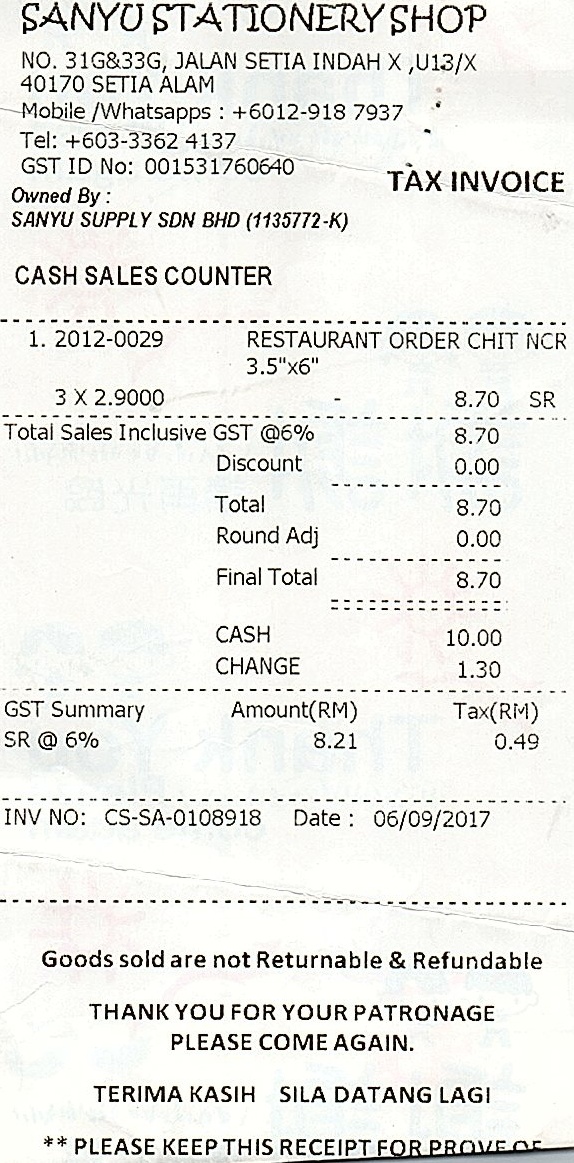 SANYU STATIONERY SHOP
NO. 31G&33G, JALAN SETIA INDAH X ,U13/X
40170 SETIA ALAM
Mobile /Whatsapps : +6012-918 7937
Tel: +603-3362 4137
GST ID No: 001531760640
TAX INVOICE
Owned By :
SANYU SUPPLY SDN BHD (1135772-K)
CASH SALES COUNTER
1. 2012-0029 RESTAURANT ORDER CHIT NCR
3.5"x6"
3 X 2.9000 - 8.70 SR
Total Sales Inclusive GST @6% 8.70
Discount 0.00
Total 8.70
Round Adj 0.00
Final Total 8.70
CASH 10.00
CHANGE 1.30
GST Summary Amount(RM) Tax(RM)
SR @ 6% 8.21 0.49
INV NO: CS-SA-0108918 Date : 06/09/2017
Goods sold are not Returnable & Refundable
THANK YOU FOR YOUR PATRONAGE
PLEASE COME AGAIN.
TERIMA KASIH SILA DATANG LAGI
** PLEASE KEEP THIS RECEIPT FOR PROVE OF